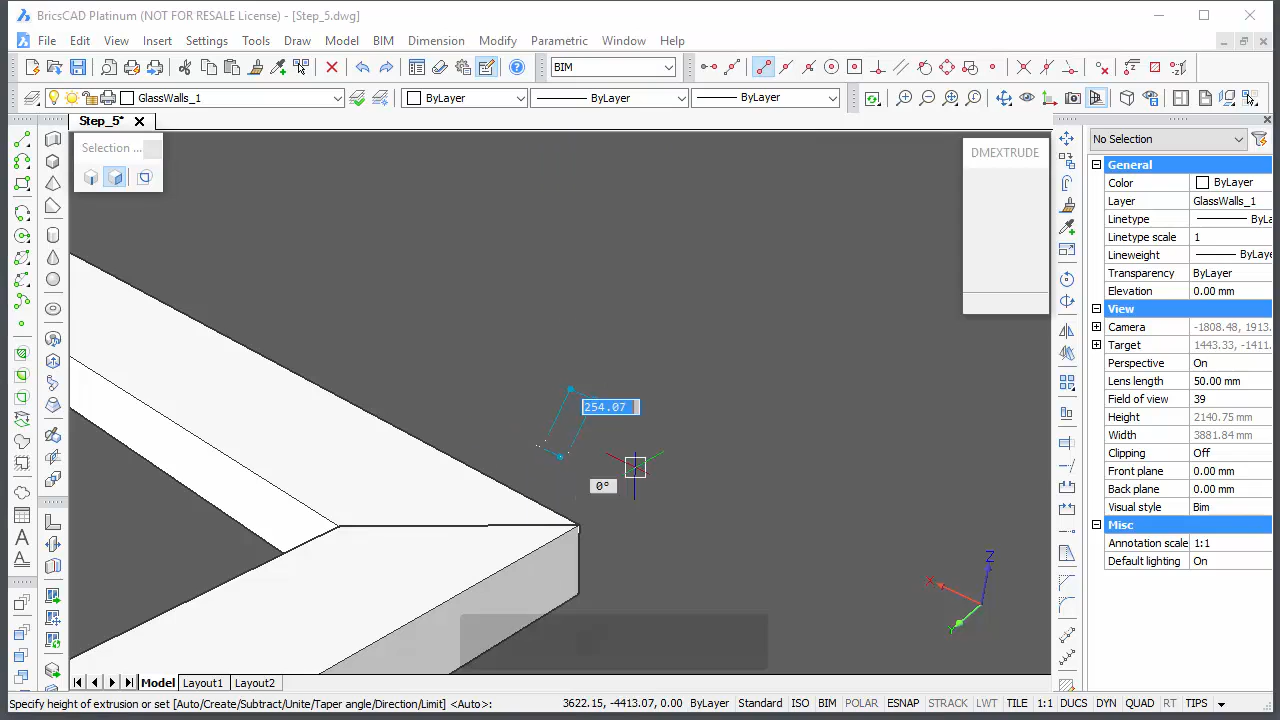 BricsCAD Platinum (NOT FOR RESALE License) - [Step_5.dwg]
File Edit View Insert Settings Tools Draw Model BIM Dimension Modify Parametric Window Help
BIM
GlassWalls_1 ByLayer ByLayer ByLayer
Step_5*
Selection ...
DMEXTRUDE
No Selection
General
Color ByLayer
Layer GlassWalls_1
Linetype ByLa
Linetype scale 1
Lineweight ByLay
Transparency ByLayer
Elevation 0.00 mm
View
Camera -1808.48, 1913.
Target 1443.33, -1411.
Perspective On
Lens length 50.00 mm
Field of view 39
Height 2140.75 mm
Width 3881.84 mm
Clipping Off
Front plane 0.00 mm
Back plane 0.00 mm
Visual style Bim
Misc
Annotation scale 1:1
Default lighting On
254.07
0°
X
Y
Z
Model Layout1 Layout2
Specify height of extrusion or set [Auto/Create/Subtract/Unite/Taper angle/Direction/Limit] <Auto>: 3622.15, -4413.07, 0.00 ByLayer Standard ISO BIM POLAR ESNAP STRACK LWT TILE 1:1 DUCS DYN QUAD RT TIPS